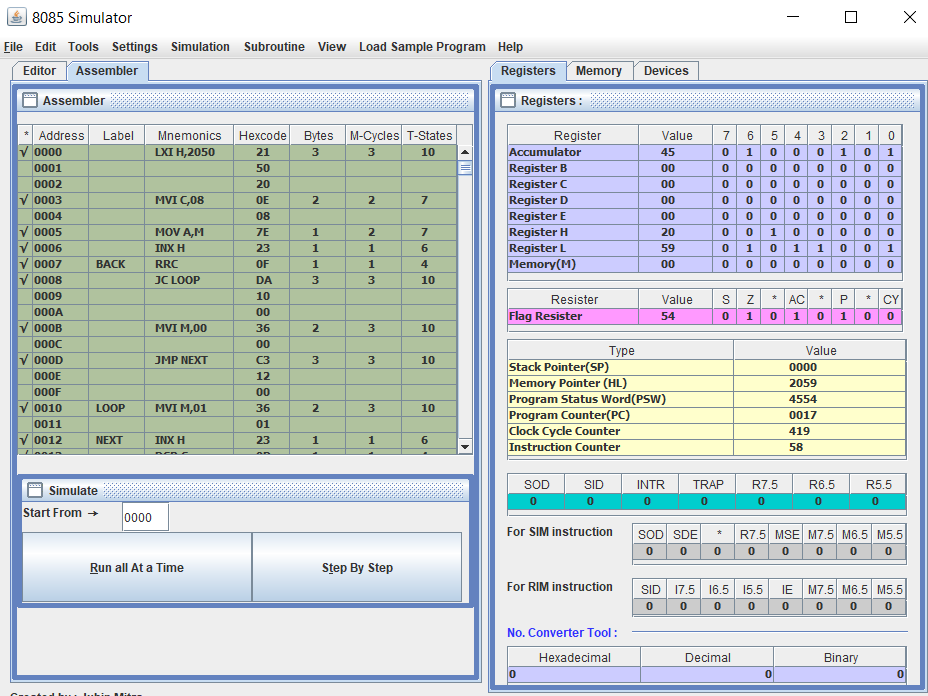 8085 Simulator
File Edit Tools Settings Simulation Subroutine View Load Sample Program Help
Editor Assembler
Assembler
* Address Label Mnemonics Hexcode Bytes M-Cycles T-States
√ 0000 LXI H,2050 21 3 3 10
0001 50
0002 20
√ 0003 MVI C,08 0E 2 2 7
0004 08
√ 0005 MOV A,M 7E 1 2 7
√ 0006 INX H 23 1 1 6
√ 0007 BACK RRC 0F 1 1 4
√ 0008 JC LOOP DA 3 3 10
0009 10
000A 00
√ 000B MVI M,00 36 2 3 10
000C 00
√ 000D JMP NEXT C3 3 3 10
000E 12
000F 00
√ 0010 LOOP MVI M,01 36 2 3 10
0011 01
√ 0012 NEXT INX H 23 1 1 6
Simulate
Start From → 0000
Run all At a Time Step By Step
Created by : Jubin Mitra
Registers Memory Devices
Registers :
Register Value 7 6 5 4 3 2 1 0
Accumulator 45 0 1 0 0 0 1 0 1
Register B 00 0 0 0 0 0 0 0 0
Register C 00 0 0 0 0 0 0 0 0
Register D 00 0 0 0 0 0 0 0 0
Register E 00 0 0 0 0 0 0 0 0
Register H 20 0 0 1 0 0 0 0 0
Register L 59 0 1 0 1 1 0 0 1
Memory(M) 00 0 0 0 0 0 0 0 0
Resister Value S Z * AC * P * CY
Flag Resister 54 0 1 0 1 0 1 0 0
Type Value
Stack Pointer(SP) 0000
Memory Pointer (HL) 2059
Program Status Word(PSW) 4554
Program Counter(PC) 0017
Clock Cycle Counter 419
Instruction Counter 58
SOD SID INTR TRAP R7.5 R6.5 R5.5
0 0 0 0 0 0 0
For SIM instruction
SOD SDE * R7.5 MSE M7.5 M6.5 M5.5
0 0 0 0 0 0 0 0
For RIM instruction
SID I7.5 I6.5 I5.5 IE M7.5 M6.5 M5.5
0 0 0 0 0 0 0 0
No. Converter Tool :
Hexadecimal Decimal Binary
0 0 0